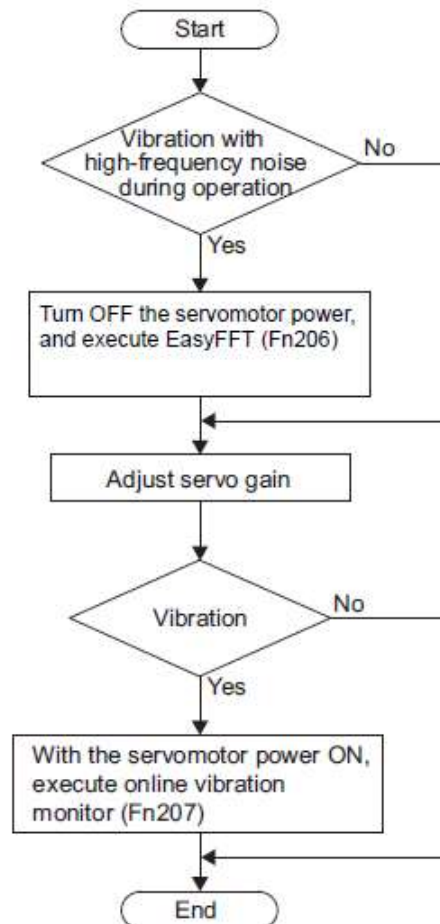 Start
Vibration with
high-frequency noise
during operation
No
Yes
Turn OFF the servomotor power,
and execute EasyFFT (Fn206)
Adjust servo gain
Vibration
No
Yes
With the servomotor power ON,
execute online vibration
monitor (Fn207)
End